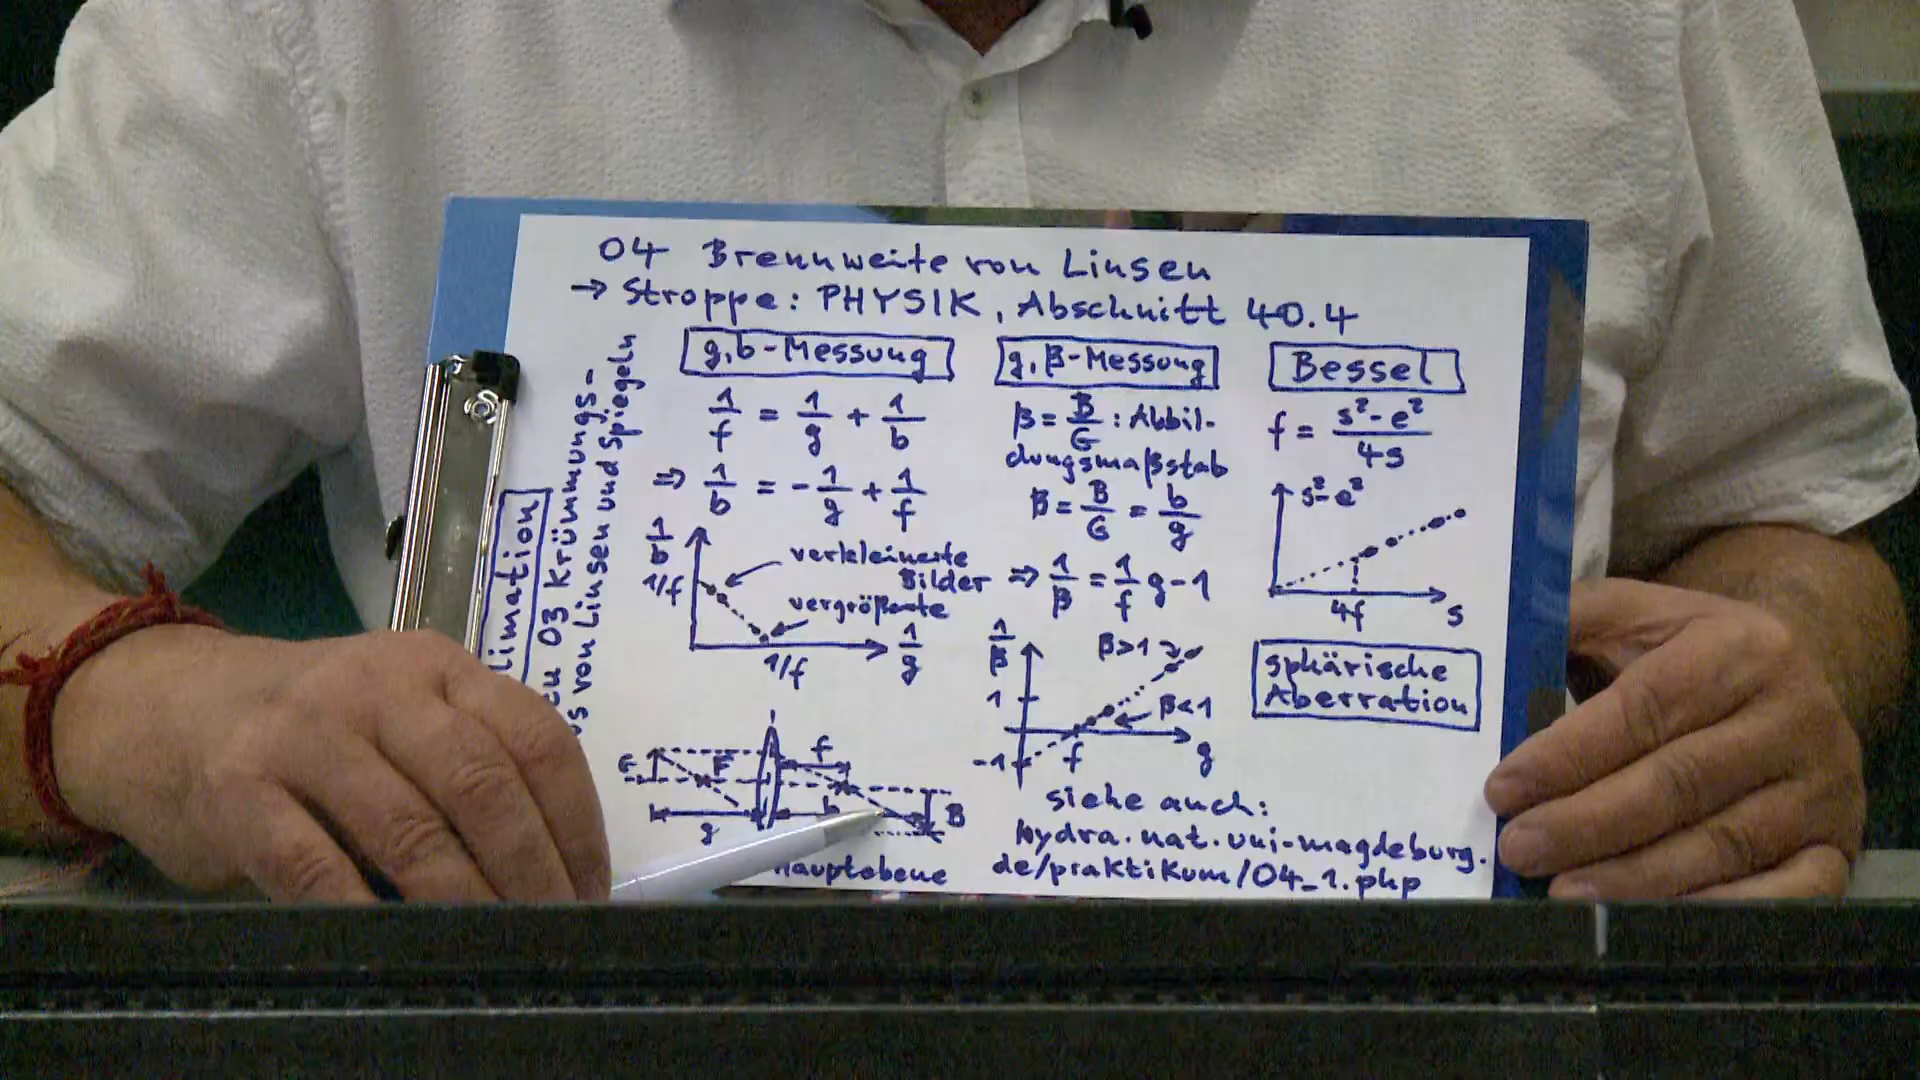 04 Brennweite von Linsen
→ Stroppe: PHYSIK, Abschnitt 40.4
limation
zu 03 Krümmungs-
von Linsen und Spiegeln
g,b-Messung
1/f = 1/g + 1/b
⇒ 1/b = -1/g + 1/f
1/b
1/f
verkleinerte
Bilder
vergrößerte
1/g
1/f
G
F
f
g
b
B
Hauptebene
g,β-Messung
β = B/G : Abbil-
dungsmaßstab
β = B/G = b/g
⇒ 1/β = 1/f g - 1
1/β
β>1
1
β<1
-1
f
g
Bessel
f = (s²-e²)/4s
s²-e²
4f
s
sphärische
Aberration
siehe auch:
hydra.nat.uni-magdeburg.
de/praktikum/04_1.php